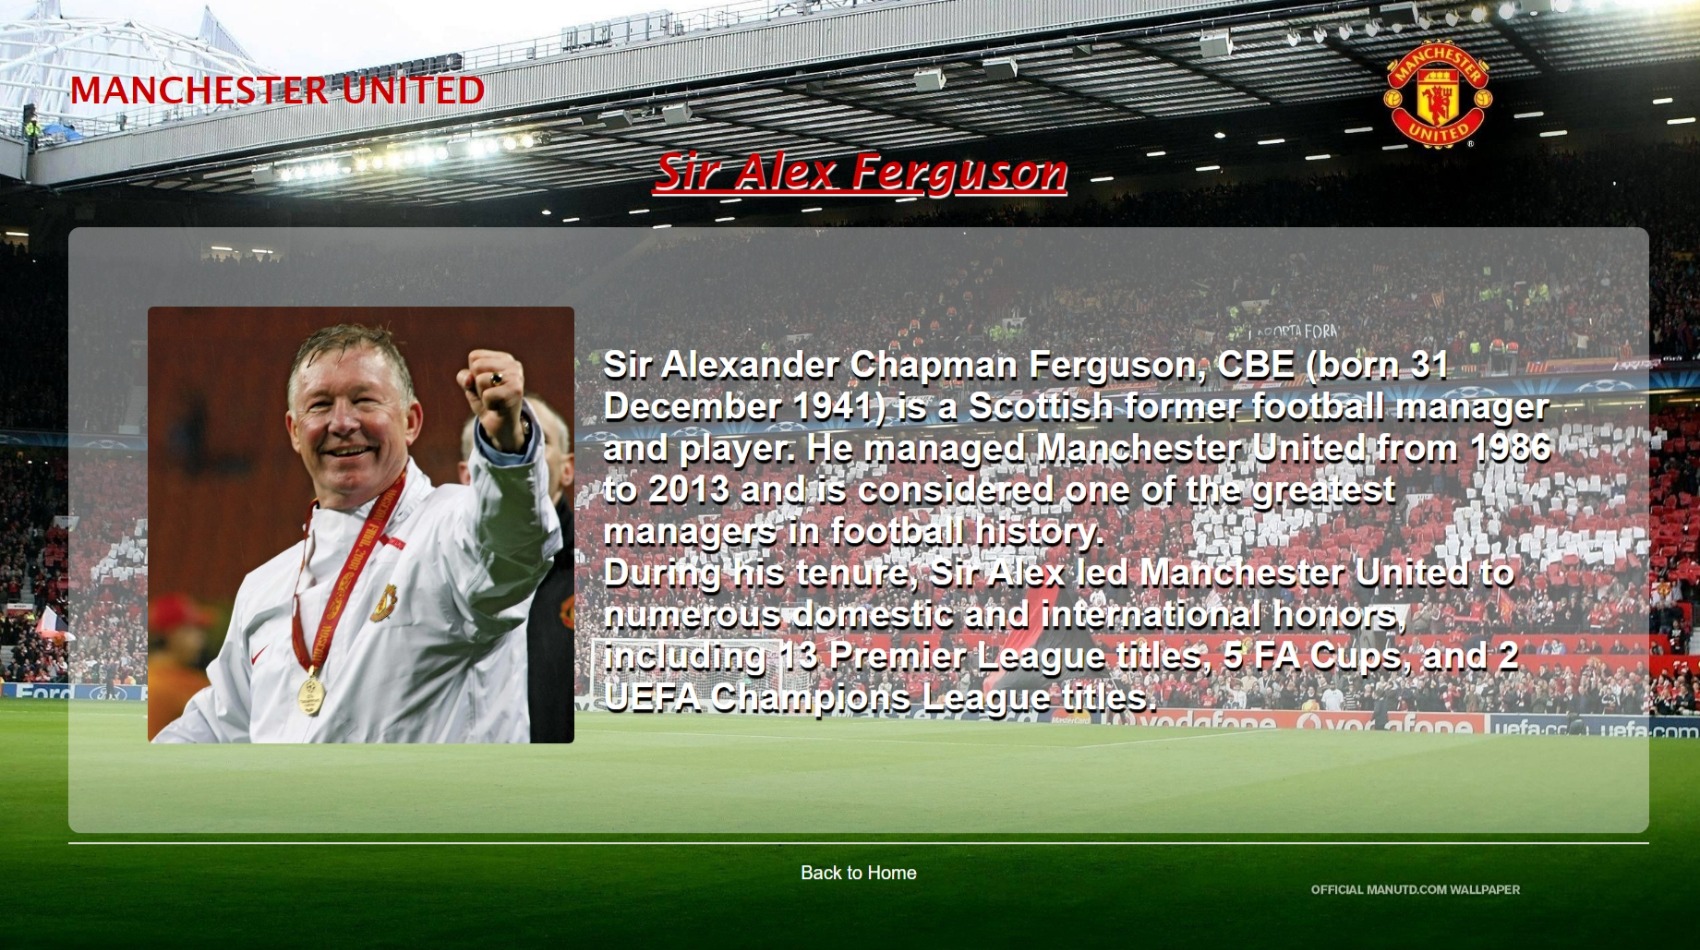 MANCHESTER UNITED
MANCHESTER
UNITED
®
Sir Alex Ferguson
Sir Alexander Chapman Ferguson, CBE (born 31
December 1941) is a Scottish former football manager
and player. He managed Manchester United from 1986
to 2013 and is considered one of the greatest
managers in football history.
During his tenure, Sir Alex led Manchester United to
numerous domestic and international honors,
including 13 Premier League titles, 5 FA Cups, and 2
UEFA Champions League titles.
Ford
MasterCard
vodafone
vodafone
uefa.com
Back to Home
OFFICIAL MANUTD.COM WALLPAPER